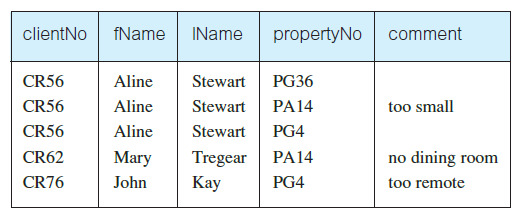 clientNo fName lName propertyNo comment
CR56 Aline Stewart PG36
CR56 Aline Stewart PA14 too small
CR56 Aline Stewart PG4
CR62 Mary Tregear PA14 no dining room
CR76 John Kay PG4 too remote